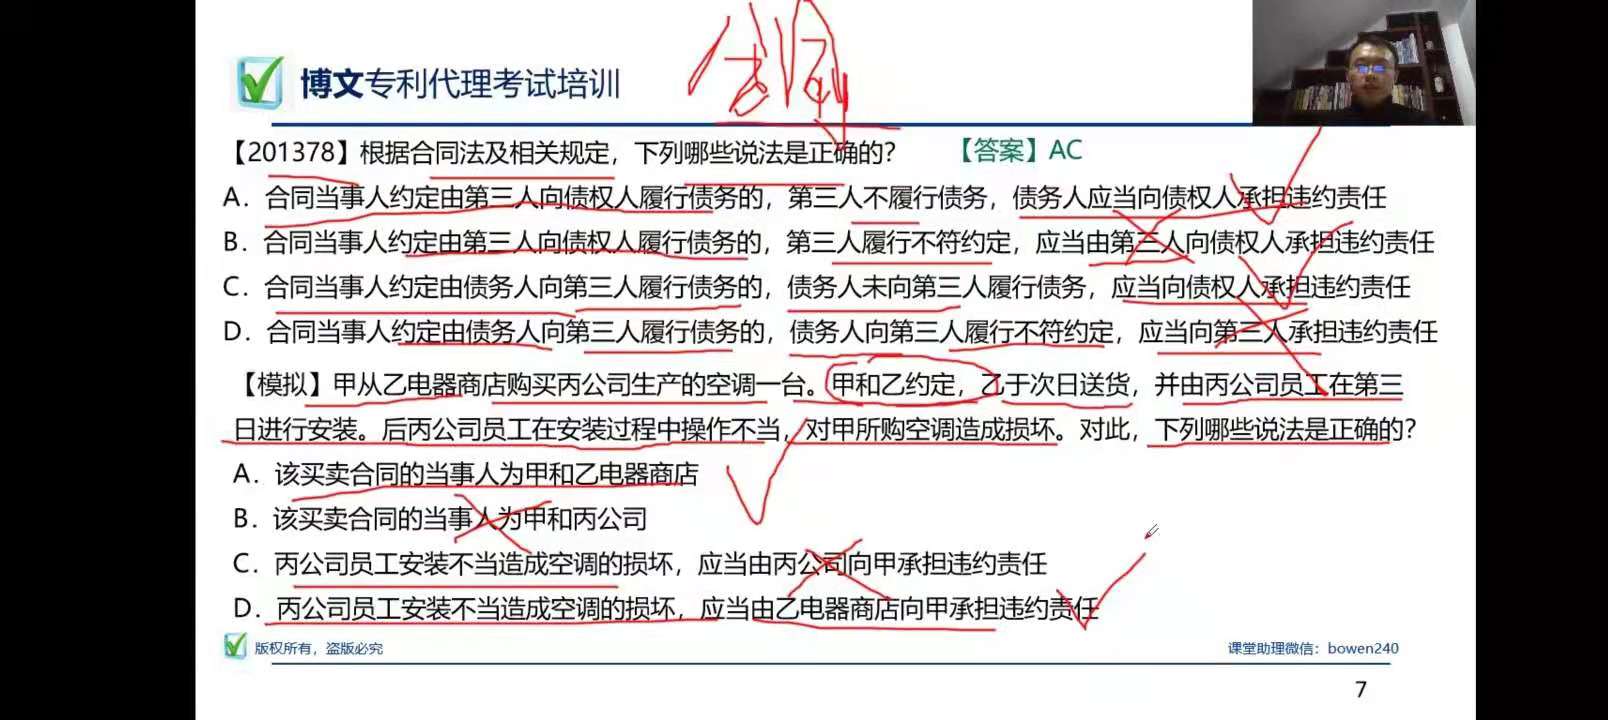 博文专利代理考试培训
合同
【201378】根据合同法及相关规定，下列哪些说法是正确的？ 【答案】AC
A．合同当事人约定由第三人向债权人履行债务的，第三人不履行债务，债务人应当向债权人承担违约责任
B．合同当事人约定由第三人向债权人履行债务的，第三人履行不符约定，应当由第三人向债权人承担违约责任
C．合同当事人约定由债务人向第三人履行债务的，债务人未向第三人履行债务，应当向债权人承担违约责任
D．合同当事人约定由债务人向第三人履行债务的，债务人向第三人履行不符约定，应当向第三人承担违约责任
【模拟】甲从乙电器商店购买丙公司生产的空调一台。甲和乙约定，乙于次日送货，并由丙公司员工在第三
日进行安装。后丙公司员工在安装过程中操作不当，对甲所购空调造成损坏。对此，下列哪些说法是正确的？
A．该买卖合同的当事人为甲和乙电器商店
B．该买卖合同的当事人为甲和丙公司
C．丙公司员工安装不当造成空调的损坏，应当由丙公司向甲承担违约责任
D．丙公司员工安装不当造成空调的损坏，应当由乙电器商店向甲承担违约责任
版权所有，盗版必究
课堂助理微信：bowen240
7